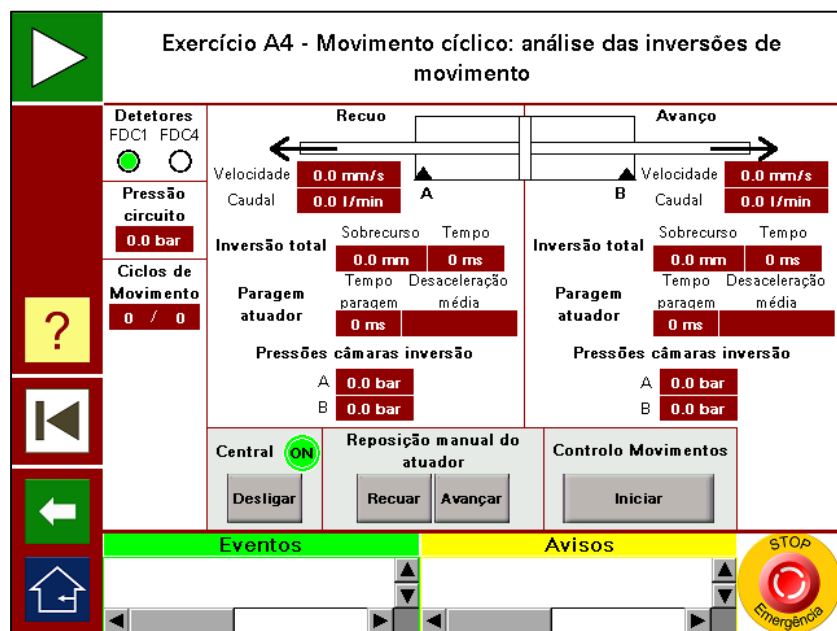 Exercício A4 - Movimento cíclico: análise das inversões de
movimento
Detetores
FDC1 FDC4
Pressão
circuito
0.0 bar
Ciclos de
Movimento
0 / 0
Recuo
Velocidade 0.0 mm/s
Caudal 0.0 l/min
A
Sobrecurso Tempo
Inversão total 0.0 mm 0 ms
Tempo Desaceleração
Paragem paragem média
atuador 0 ms
Pressões câmaras inversão
A 0.0 bar
B 0.0 bar
Avanço
B
Velocidade 0.0 mm/s
Caudal 0.0 l/min
Sobrecurso Tempo
Inversão total 0.0 mm 0 ms
Tempo Desaceleração
Paragem paragem média
atuador 0 ms
Pressões câmaras inversão
A 0.0 bar
B 0.0 bar
?
Central ON
Desligar
Reposição manual do
atuador
Recuar Avançar
Controlo Movimentos
Iniciar
Eventos
Avisos
STOP
Emergência